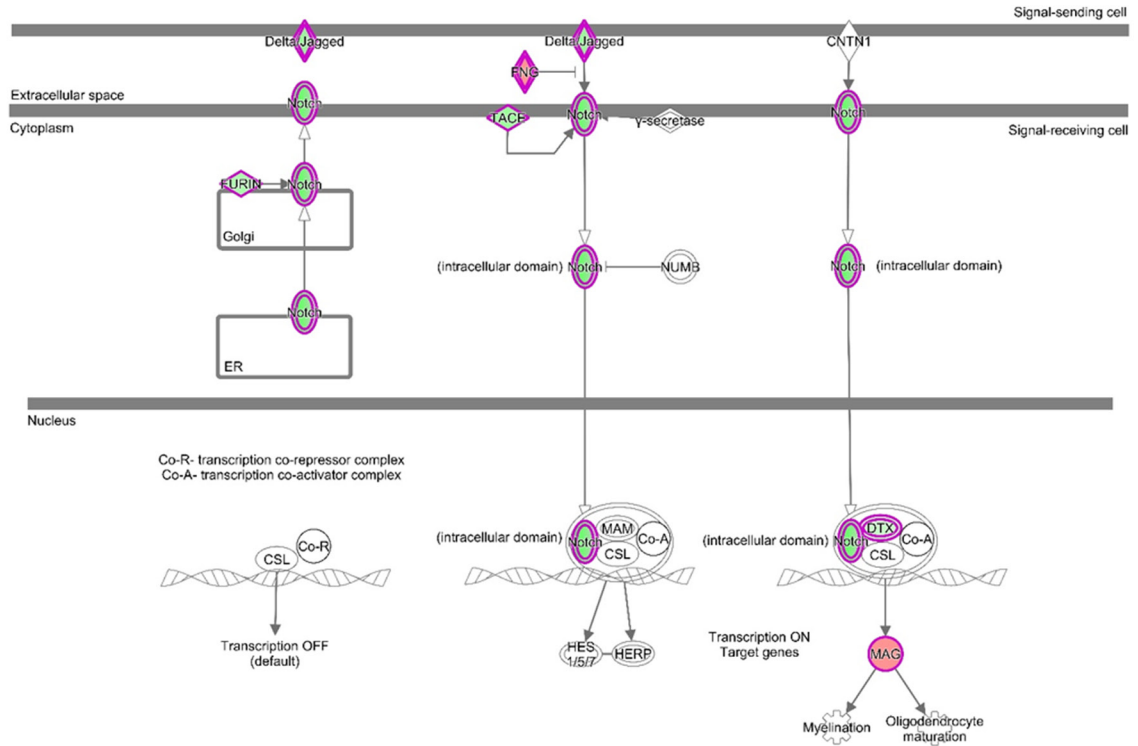 Signal-sending cell
Delta/Jagged
Delta/Jagged
CNTN1
FNG
Extracellular space
Notch
Notch
Notch
Cytoplasm
TACE
γ-secretase
Signal-receiving cell
FURIN
Notch
Golgi
(intracellular domain)
Notch
NUMB
Notch
(intracellular domain)
Notch
ER
Nucleus
Co-R- transcription co-repressor complex
Co-A- transcription co-activator complex
CSL
Co-R
(intracellular domain)
Notch
MAM
CSL
Co-A
(intracellular domain)
Notch
DTX
CSL
Co-A
Transcription OFF
(default)
HES
1/5/7
HERP
Transcription ON
Target genes
MAG
Myelination
Oligodendrocyte
maturation